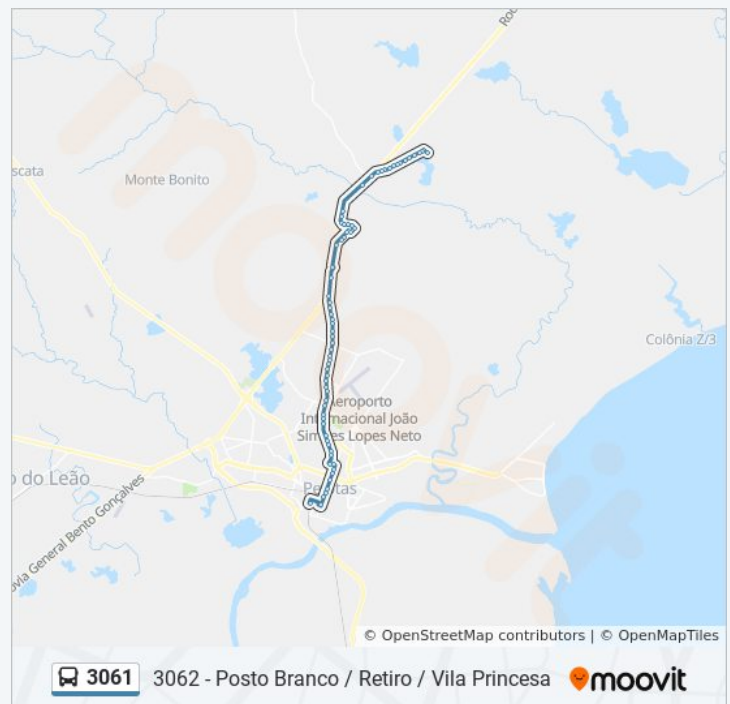 Ro
scata
Monte Bonito
Colônia Z/3
Aeroporto
Internacional João
Simões Lopes Neto
o do Leão
Pelotas
ovia General Bento Gonçalves
© OpenStreetMap contributors | © OpenMapTiles
3061 3062 - Posto Branco / Retiro / Vila Princesa moovit